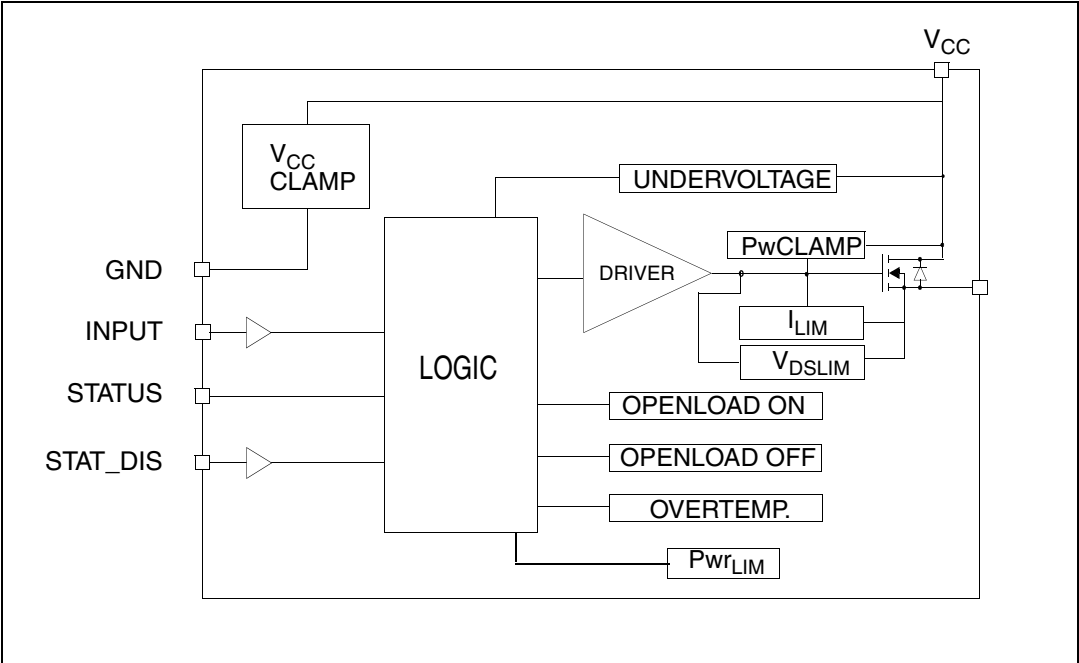 VCC
VCC
CLAMP
UNDERVOLTAGE
PwCLAMP
GND
DRIVER
INPUT
ILIM
LOGIC
VDSLIM
STATUS
OPENLOAD ON
STAT_DIS
OPENLOAD OFF
OVERTEMP.
PwrLIM